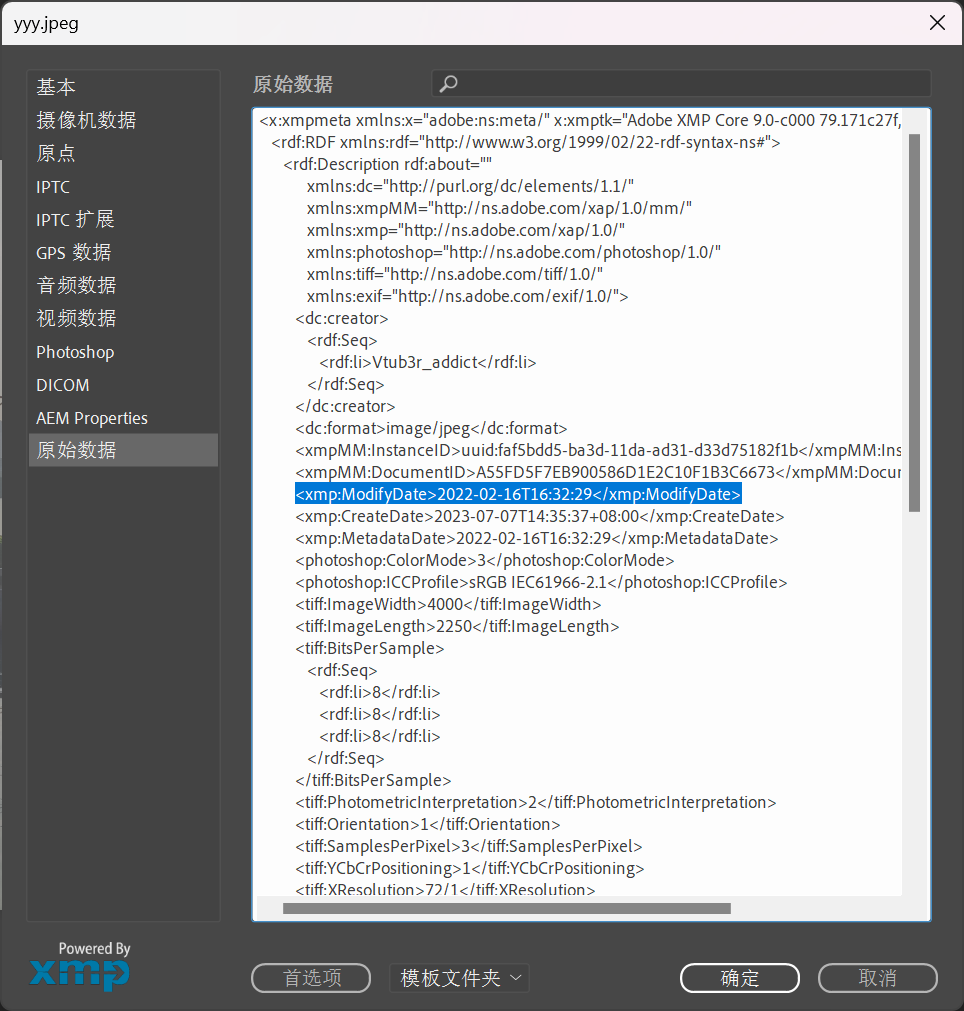 yyy.jpeg
基本
摄像机数据
原点
IPTC
IPTC 扩展
GPS 数据
音频数据
视频数据
Photoshop
DICOM
AEM Properties
原始数据
原始数据
<x:xmpmeta xmlns:x="adobe:ns:meta/" x:xmptk="Adobe XMP Core 9.0-c000 79.171c27f,
<rdf:RDF xmlns:rdf="http://www.w3.org/1999/02/22-rdf-syntax-ns#">
<rdf:Description rdf:about=""
xmlns:dc="http://purl.org/dc/elements/1.1/"
xmlns:xmpMM="http://ns.adobe.com/xap/1.0/mm/"
xmlns:xmp="http://ns.adobe.com/xap/1.0/"
xmlns:photoshop="http://ns.adobe.com/photoshop/1.0/"
xmlns:tiff="http://ns.adobe.com/tiff/1.0/"
xmlns:exif="http://ns.adobe.com/exif/1.0/">
<dc:creator>
<rdf:Seq>
<rdf:li>Vtub3r_addict</rdf:li>
</rdf:Seq>
</dc:creator>
<dc:format>image/jpeg</dc:format>
<xmpMM:InstanceID>uuid:faf5bdd5-ba3d-11da-ad31-d33d75182f1b</xmpMM:Ins
<xmpMM:DocumentID>A55FD5F7EB900586D1E2C10F1B3C6673</xmpMM:Docur
<xmp:ModifyDate>2022-02-16T16:32:29</xmp:ModifyDate>
<xmp:CreateDate>2023-07-07T14:35:37+08:00</xmp:CreateDate>
<xmp:MetadataDate>2022-02-16T16:32:29</xmp:MetadataDate>
<photoshop:ColorMode>3</photoshop:ColorMode>
<photoshop:ICCProfile>sRGB IEC61966-2.1</photoshop:ICCProfile>
<tiff:ImageWidth>4000</tiff:ImageWidth>
<tiff:ImageLength>2250</tiff:ImageLength>
<tiff:BitsPerSample>
<rdf:Seq>
<rdf:li>8</rdf:li>
<rdf:li>8</rdf:li>
<rdf:li>8</rdf:li>
</rdf:Seq>
</tiff:BitsPerSample>
<tiff:PhotometricInterpretation>2</tiff:PhotometricInterpretation>
<tiff:Orientation>1</tiff:Orientation>
<tiff:SamplesPerPixel>3</tiff:SamplesPerPixel>
<tiff:YCbCrPositioning>1</tiff:YCbCrPositioning>
<tiff:XResolution>72/1</tiff:XResolution>
Powered By
xmp
首选项
模板文件夹
确定
取消